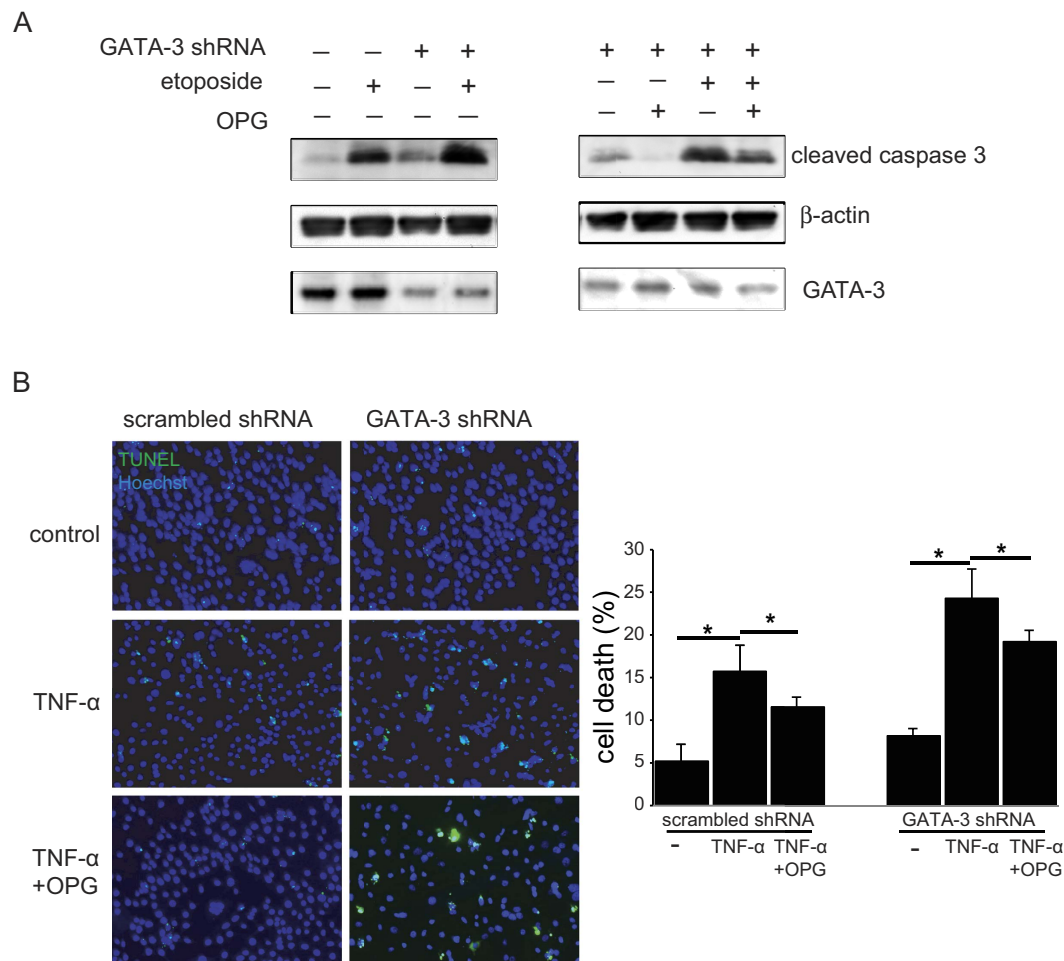 A
GATA-3 shRNA – – + + + + + +
etoposide – + – + – – + +
OPG – – – – – + – +
cleaved caspase 3
β-actin
GATA-3
B
scrambled shRNA GATA-3 shRNA
TUNEL
Hoechst
control
TNF-α
TNF-α
+OPG
cell death (%)
30
25
20
15
10
5
0
* * * *
scrambled shRNA GATA-3 shRNA
- TNF-α TNF-α - TNF-α TNF-α
+OPG +OPG